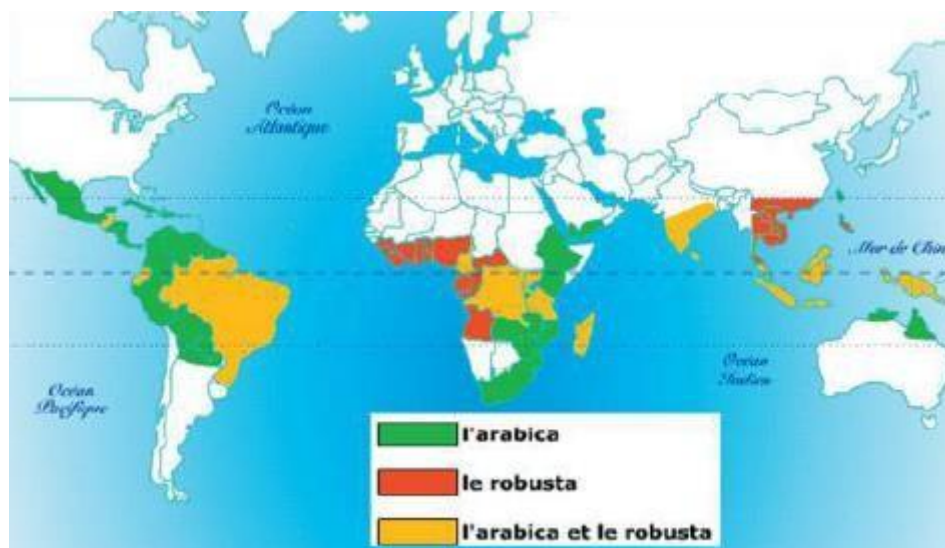 Océan
Atlantique
Mer de Chine
Océan
Pacifique
Océan
Indien
l'arabica
le robusta
l'arabica et le robusta